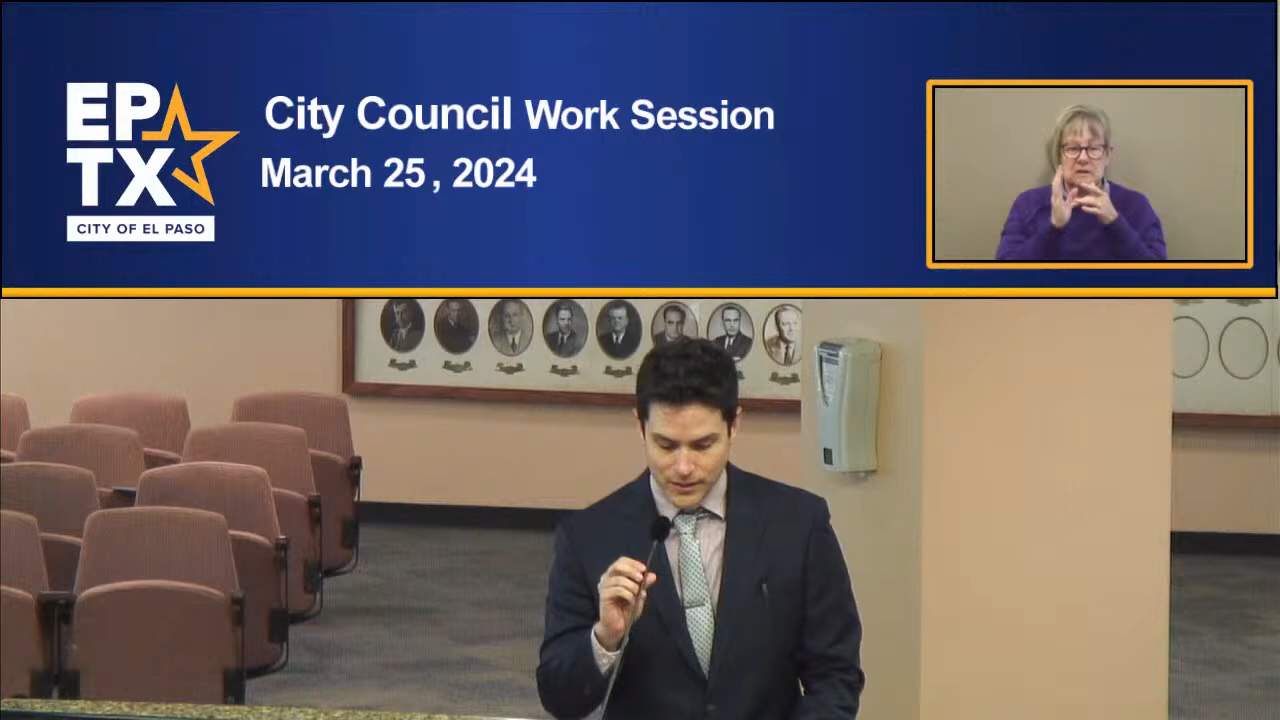 EP
TX
CITY OF EL PASO
City Council Work Session
March 25, 2024